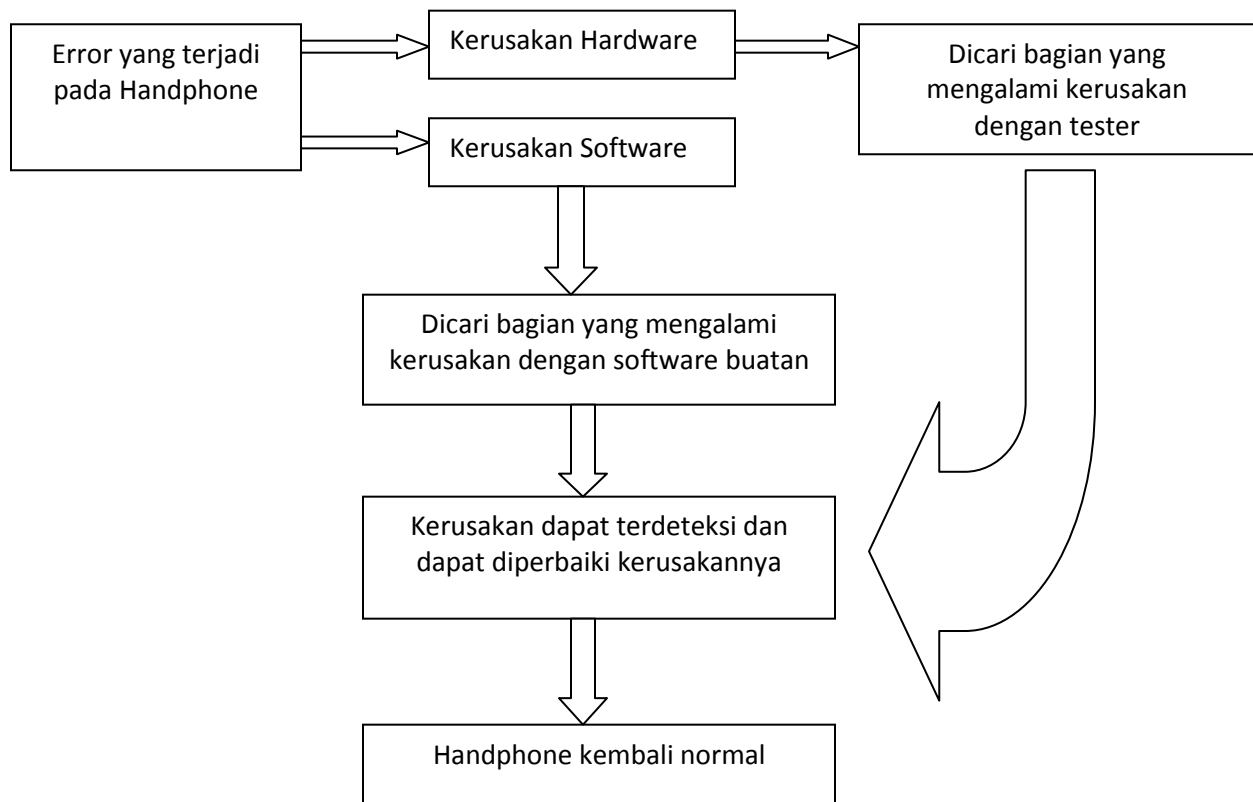 Error yang terjadi
pada Handphone
Kerusakan Hardware
Dicari bagian yang
mengalami kerusakan
dengan tester
Kerusakan Software
Dicari bagian yang mengalami
kerusakan dengan software buatan
Kerusakan dapat terdeteksi dan
dapat diperbaiki kerusakannya
Handphone kembali normal